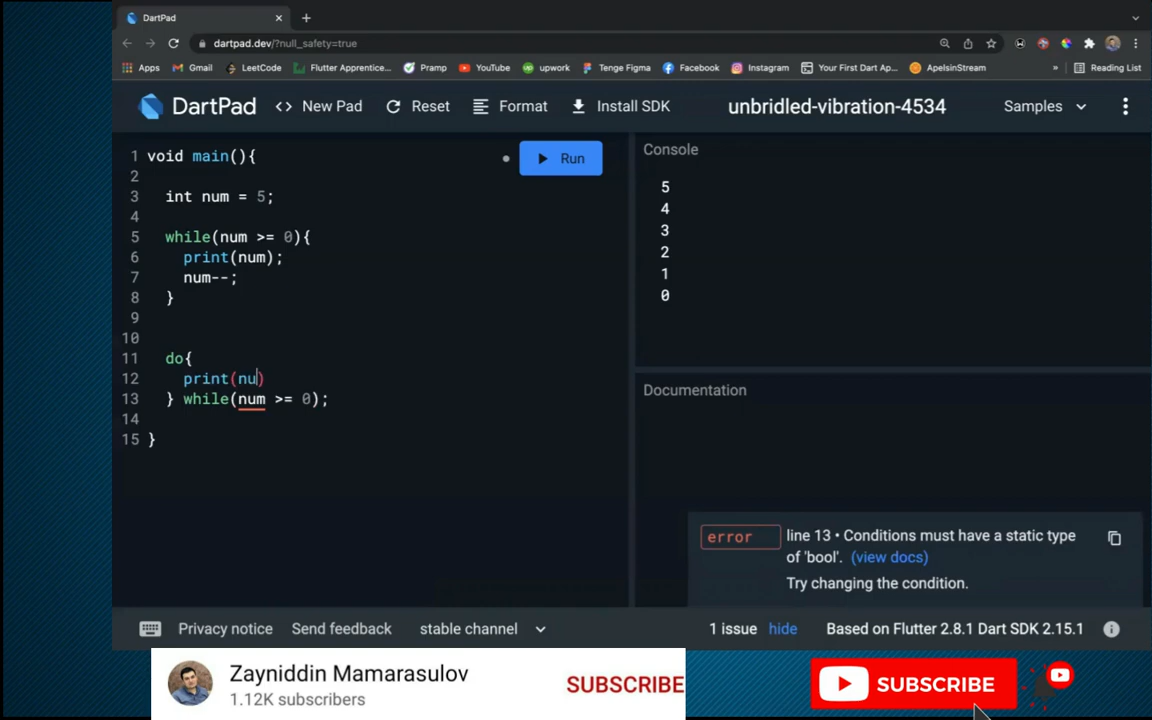 DartPad
dartpad.dev/?null_safety=true
Apps Gmail LeetCode Flutter Apprentice... Pramp YouTube upwork Tenge Figma Facebook Instagram Your First Dart Ap... ApelsinStream » Reading List
DartPad <> New Pad Reset Format Install SDK unbridled-vibration-4534 Samples
Run
1 void main(){
2
3 int num = 5;
4
5 while(num >= 0){
6 print(num);
7 num--;
8 }
9
10
11 do{
12 print(nu)
13 } while(num >= 0);
14
15 }
Console
5
4
3
2
1
0
Documentation
error line 13 • Conditions must have a static type
of 'bool'. (view docs)
Try changing the condition.
Privacy notice Send feedback stable channel 1 issue hide Based on Flutter 2.8.1 Dart SDK 2.15.1
Zayniddin Mamarasulov
1.12K subscribers
SUBSCRIBE
SUBSCRIBE